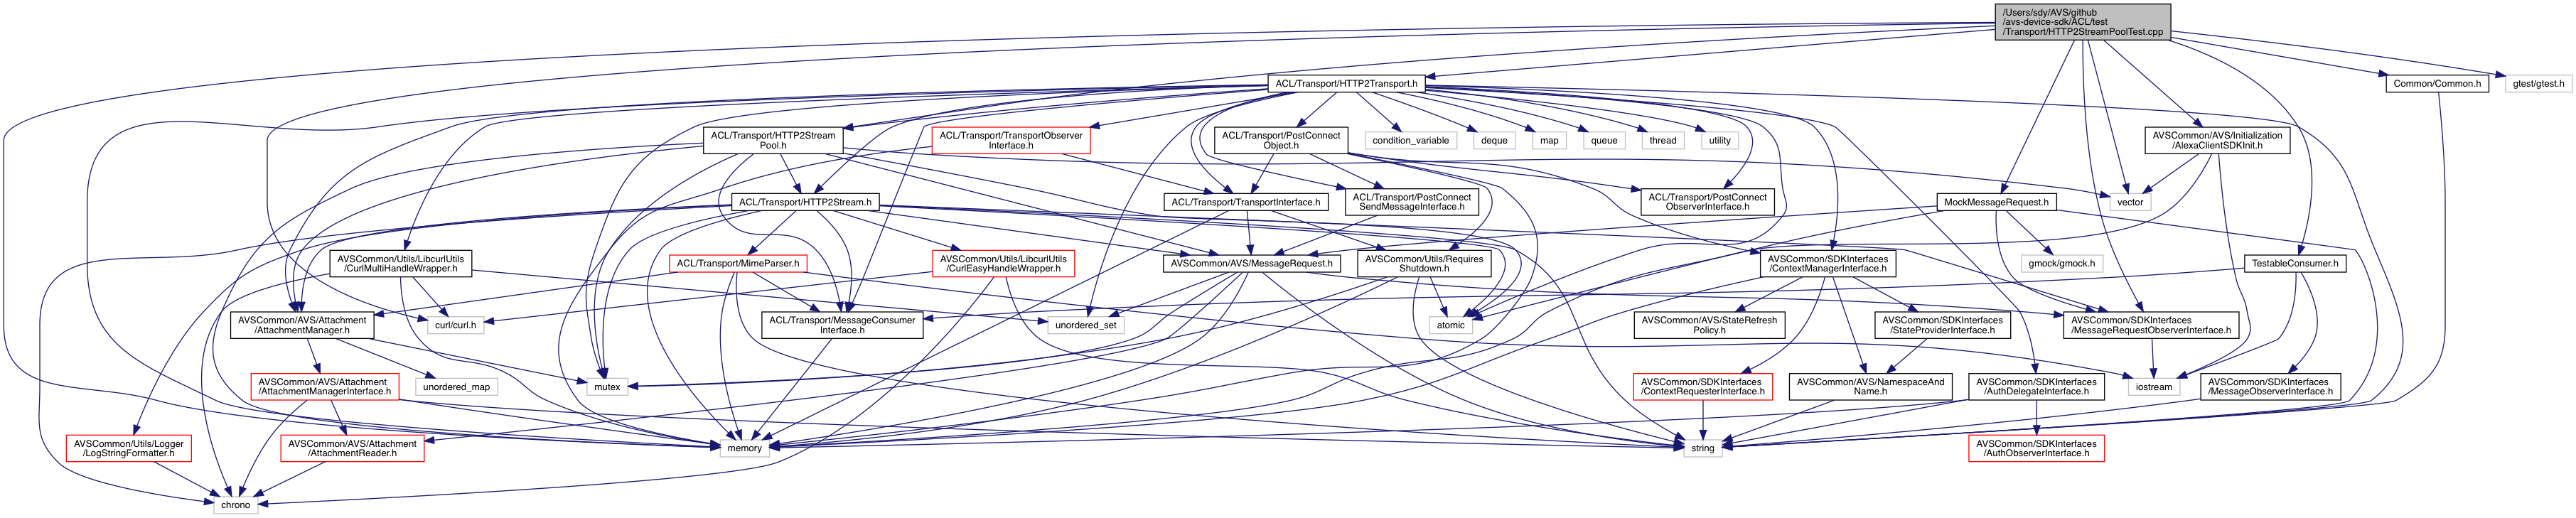 /Users/sdy/AVS/github
/avs-device-sdk/ACL/test
/Transport/HTTP2StreamPoolTest.cpp
ACL/Transport/HTTP2Transport.h
Common/Common.h
gtest/gtest.h
ACL/Transport/HTTP2Stream
Pool.h
ACL/Transport/TransportObserver
Interface.h
ACL/Transport/PostConnect
Object.h
condition_variable
deque
map
queue
thread
utility
AVSCommon/AVS/Initialization
/AlexaClientSDKInit.h
ACL/Transport/HTTP2Stream.h
ACL/Transport/TransportInterface.h
ACL/Transport/PostConnect
SendMessageInterface.h
ACL/Transport/PostConnect
ObserverInterface.h
MockMessageRequest.h
vector
AVSCommon/Utils/LibcurlUtils
/CurlMultiHandleWrapper.h
ACL/Transport/MimeParser.h
AVSCommon/Utils/LibcurlUtils
/CurlEasyHandleWrapper.h
AVSCommon/AVS/MessageRequest.h
AVSCommon/Utils/Requires
Shutdown.h
AVSCommon/SDKInterfaces
/ContextManagerInterface.h
gmock/gmock.h
TestableConsumer.h
AVSCommon/AVS/Attachment
/AttachmentManager.h
curl/curl.h
ACL/Transport/MessageConsumer
Interface.h
unordered_set
atomic
AVSCommon/AVS/StateRefresh
Policy.h
AVSCommon/SDKInterfaces
/StateProviderInterface.h
AVSCommon/SDKInterfaces
/MessageRequestObserverInterface.h
AVSCommon/AVS/Attachment
/AttachmentManagerInterface.h
unordered_map
mutex
AVSCommon/SDKInterfaces
/ContextRequesterInterface.h
AVSCommon/AVS/NamespaceAnd
Name.h
AVSCommon/SDKInterfaces
/AuthDelegateInterface.h
iostream
AVSCommon/SDKInterfaces
/MessageObserverInterface.h
AVSCommon/Utils/Logger
/LogStringFormatter.h
AVSCommon/AVS/Attachment
/AttachmentReader.h
memory
string
AVSCommon/SDKInterfaces
/AuthObserverInterface.h
chrono